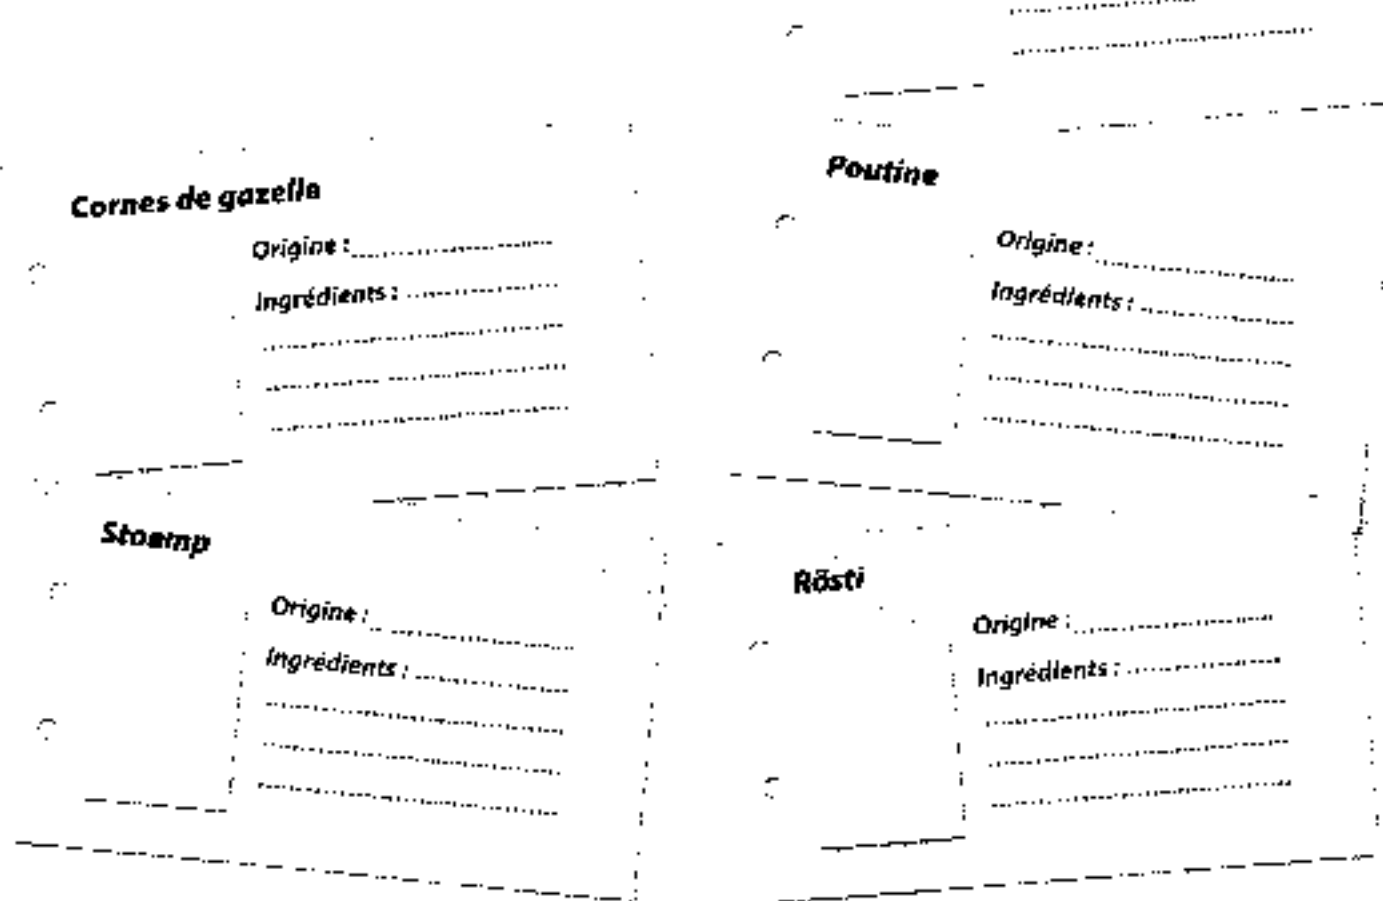 Cornes de gazelle
Origine :
Ingrédients :
Poutine
Origine :
Ingrédients :
Stoemp
Origine :
Ingrédients :
Rösti
Origine :
Ingrédients :